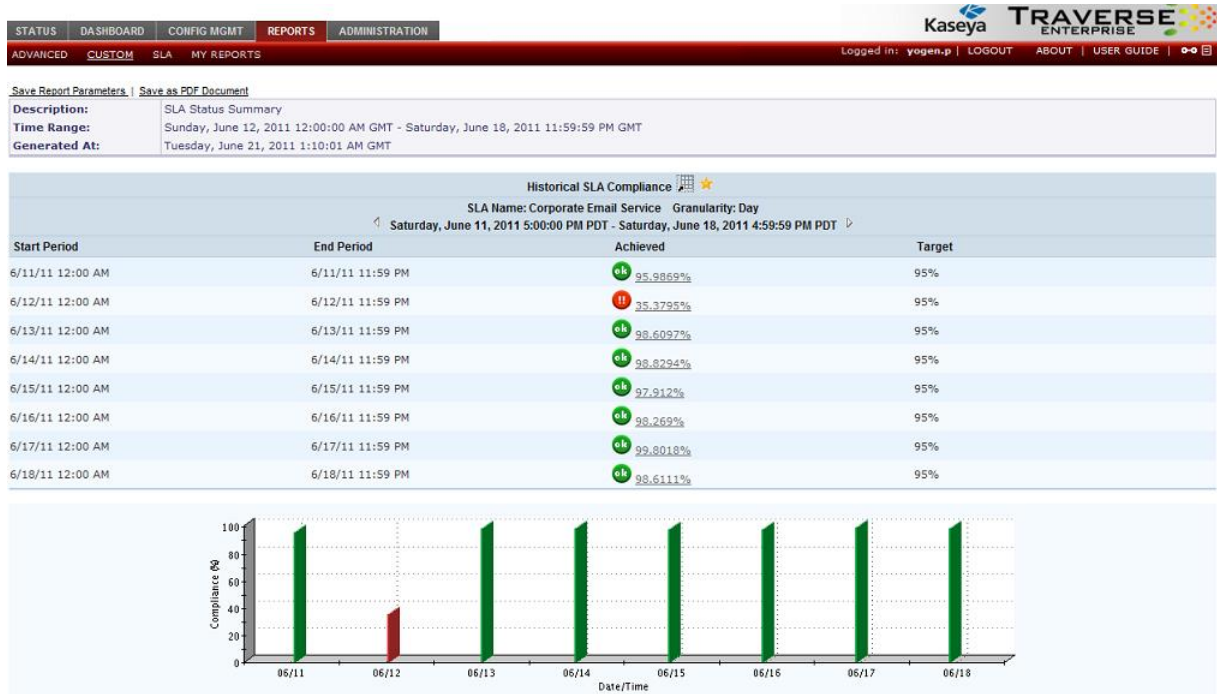 Kaseya TRAVERSE ENTERPRISE
STATUS DASHBOARD CONFIG MGMT REPORTS ADMINISTRATION
ADVANCED CUSTOM SLA MY REPORTS Logged in: yogen.p | LOGOUT ABOUT | USER GUIDE |
Save Report Parameters | Save as PDF Document
Description: SLA Status Summary
Time Range: Sunday, June 12, 2011 12:00:00 AM GMT - Saturday, June 18, 2011 11:59:59 PM GMT
Generated At: Tuesday, June 21, 2011 1:10:01 AM GMT
Historical SLA Compliance
SLA Name: Corporate Email Service Granularity: Day
Saturday, June 11, 2011 5:00:00 PM PDT - Saturday, June 18, 2011 4:59:59 PM PDT
Start Period End Period Achieved Target
6/11/11 12:00 AM 6/11/11 11:59 PM ok 95.9869% 95%
6/12/11 12:00 AM 6/12/11 11:59 PM !! 35.3795% 95%
6/13/11 12:00 AM 6/13/11 11:59 PM ok 98.6097% 95%
6/14/11 12:00 AM 6/14/11 11:59 PM ok 98.8294% 95%
6/15/11 12:00 AM 6/15/11 11:59 PM ok 97.912% 95%
6/16/11 12:00 AM 6/16/11 11:59 PM ok 98.269% 95%
6/17/11 12:00 AM 6/17/11 11:59 PM ok 99.8018% 95%
6/18/11 12:00 AM 6/18/11 11:59 PM ok 98.6111% 95%
Compliance (%)
100
80
60
40
20
0
06/11 06/12 06/13 06/14 06/15 06/16 06/17 06/18
Date/Time